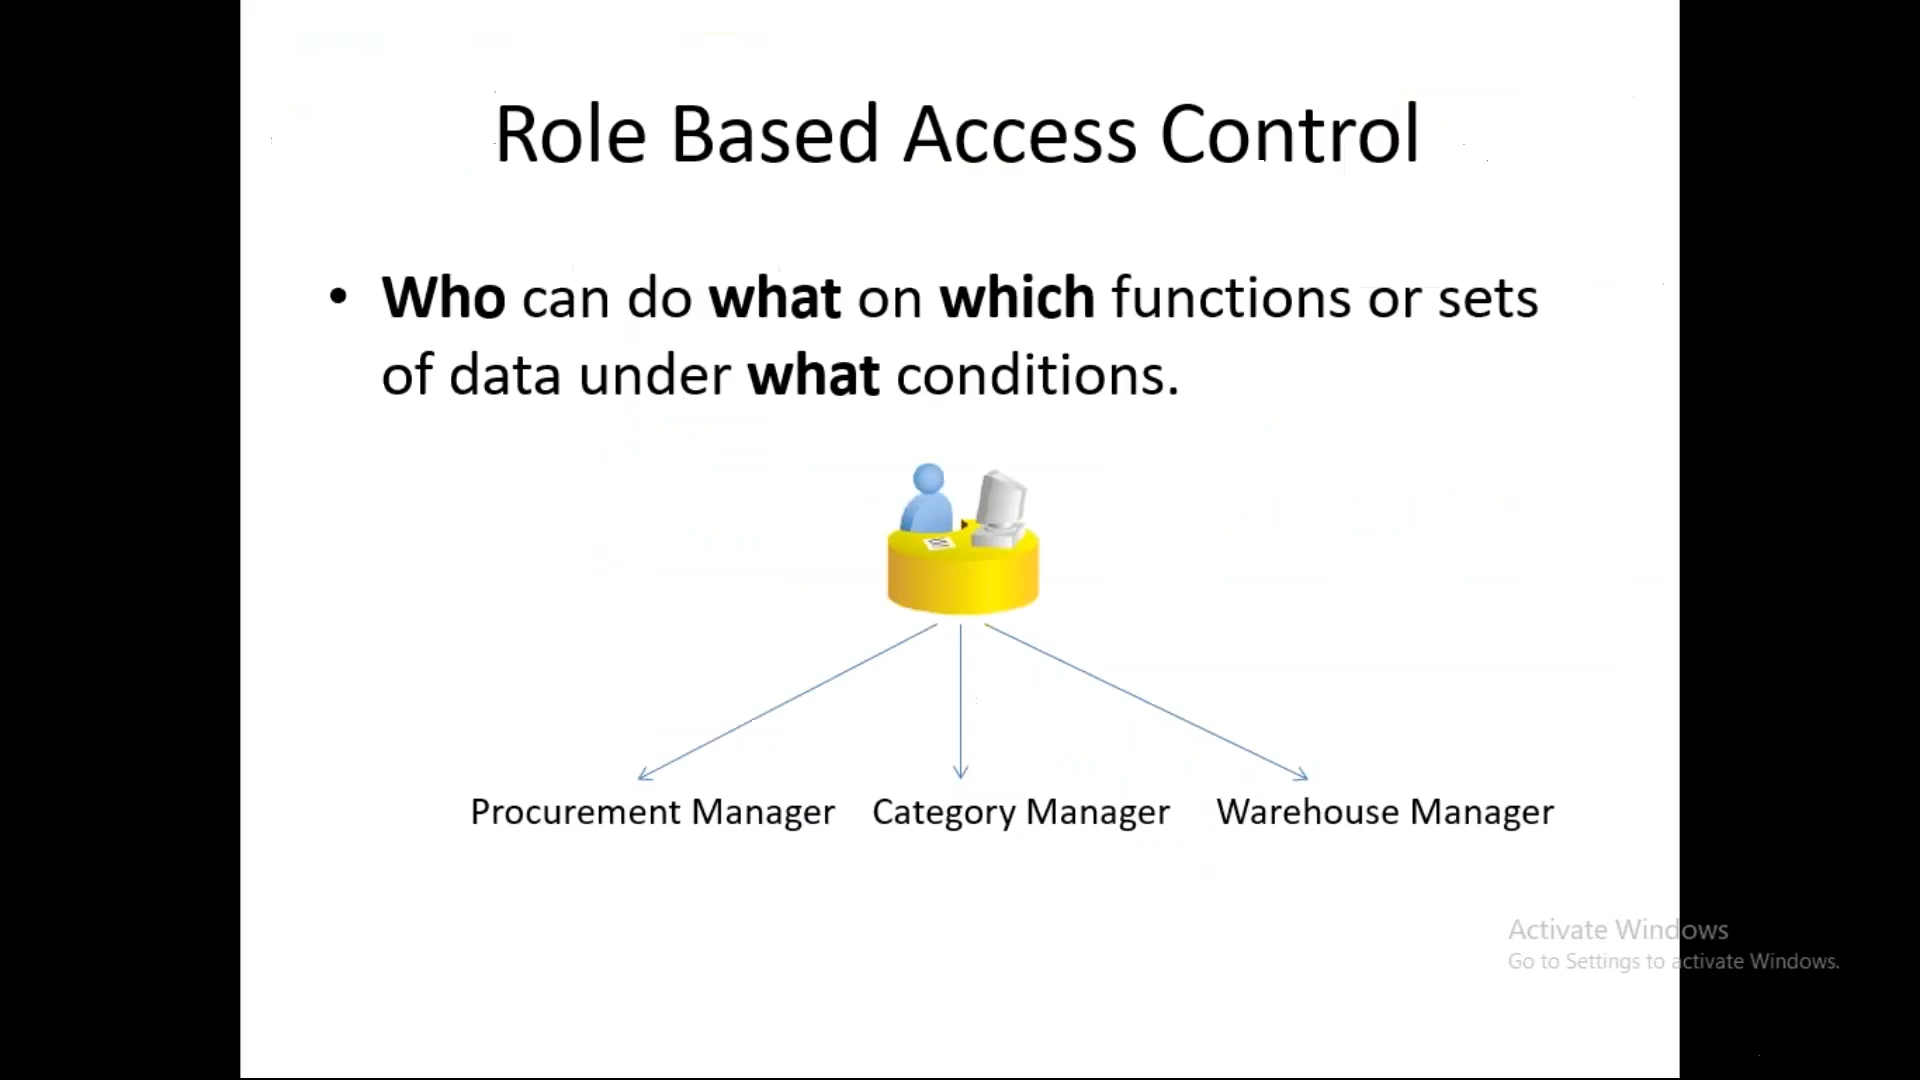 Role Based Access Control
• Who can do what on which functions or sets
of data under what conditions.
Procurement Manager Category Manager Warehouse Manager
Activate Windows
Go to Settings to activate Windows.